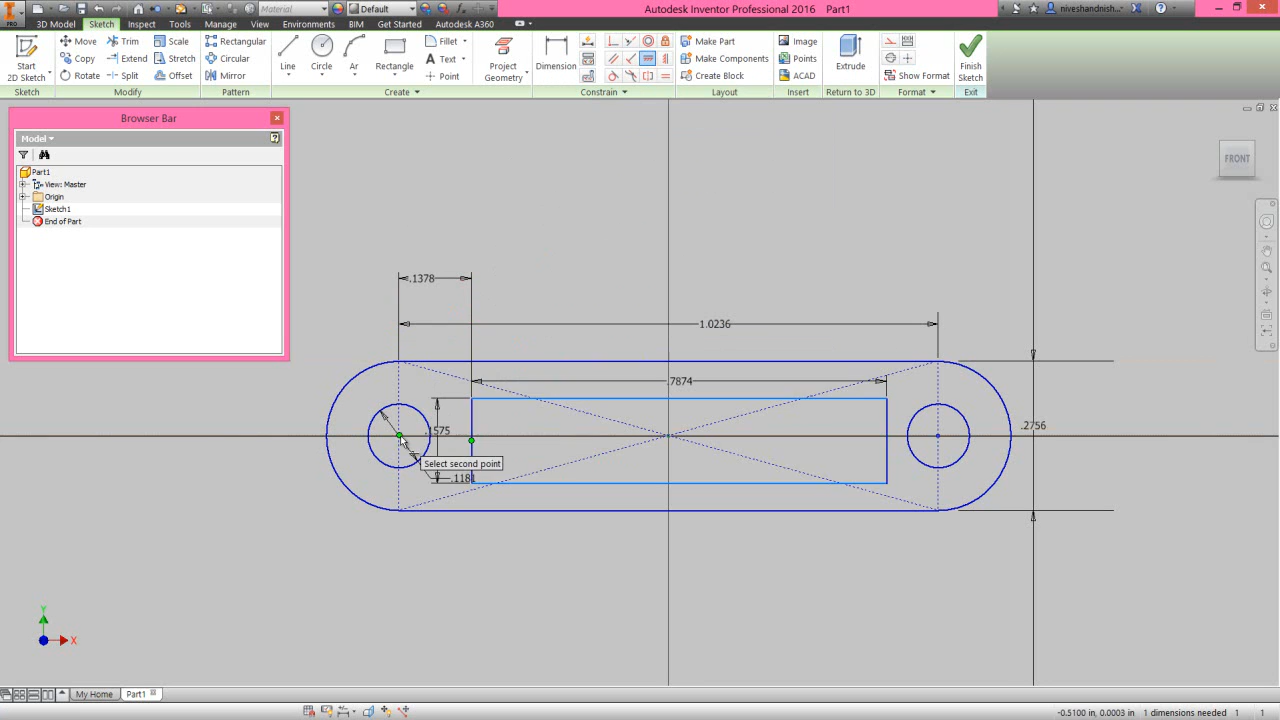 Material Default Autodesk Inventor Professional 2016 Part1 niveshandnish...
PRO 3D Model Sketch Inspect Tools Manage View Environments BIM Get Started Autodesk A360
Start 2D Sketch
Move Trim Scale
Copy Extend Stretch
Rotate Split Offset
Rectangular
Circular
Mirror
Line Circle Arc Rectangle
Fillet
Text
Point
Project Geometry
Dimension
Make Part
Make Components
Create Block
Image
Points
ACAD
Extrude
Show Format
Finish Sketch
Sketch Modify Pattern Create Constrain Layout Insert Return to 3D Format Exit
Browser Bar
Model
Part1
View: Master
Origin
Sketch1
End of Part
FRONT
.1378
1.0236
.7874
.1575
.2756
Select second point
.1181
Y
X
My Home Part1
-0.5100 in, 0.0003 in 1 dimensions needed 1 1